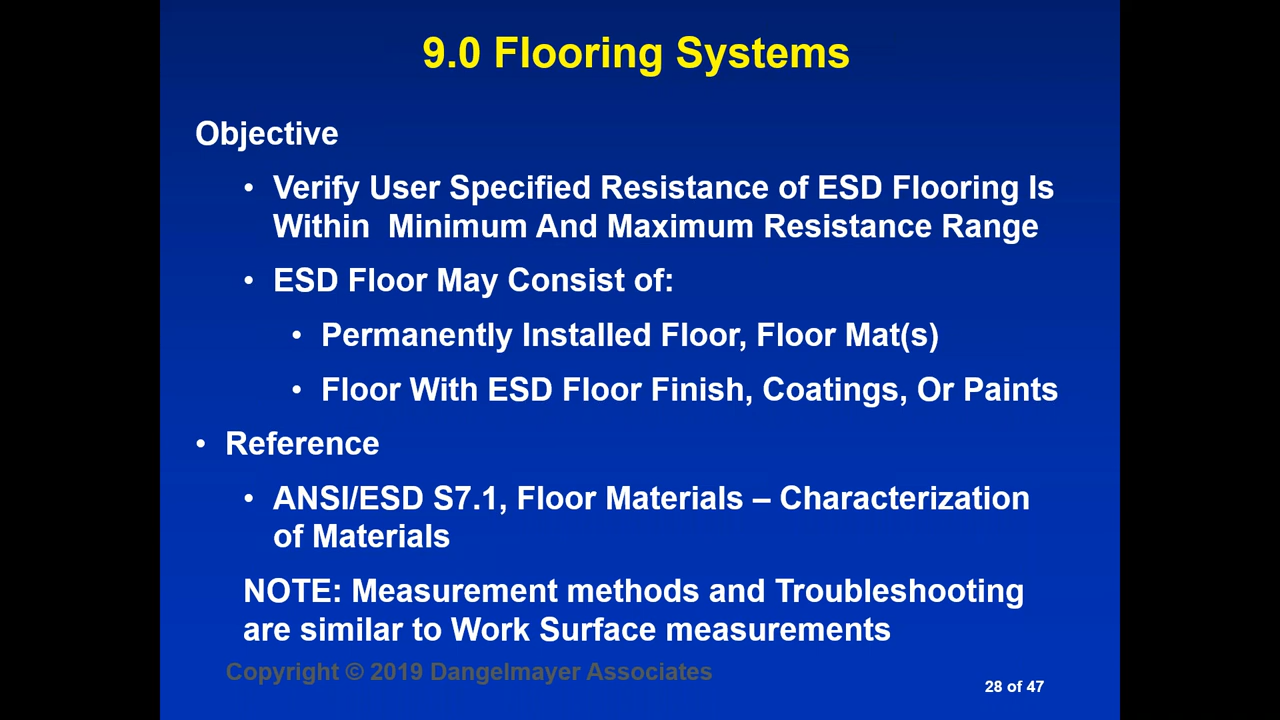 9.0 Flooring Systems
Objective
• Verify User Specified Resistance of ESD Flooring Is
Within  Minimum And Maximum Resistance Range
• ESD Floor May Consist of:
• Permanently Installed Floor, Floor Mat(s)
• Floor With ESD Floor Finish, Coatings, Or Paints
• Reference
• ANSI/ESD S7.1, Floor Materials – Characterization
of Materials
NOTE: Measurement methods and Troubleshooting
are similar to Work Surface measurements
Copyright © 2019 Dangelmayer Associates
28 of 47